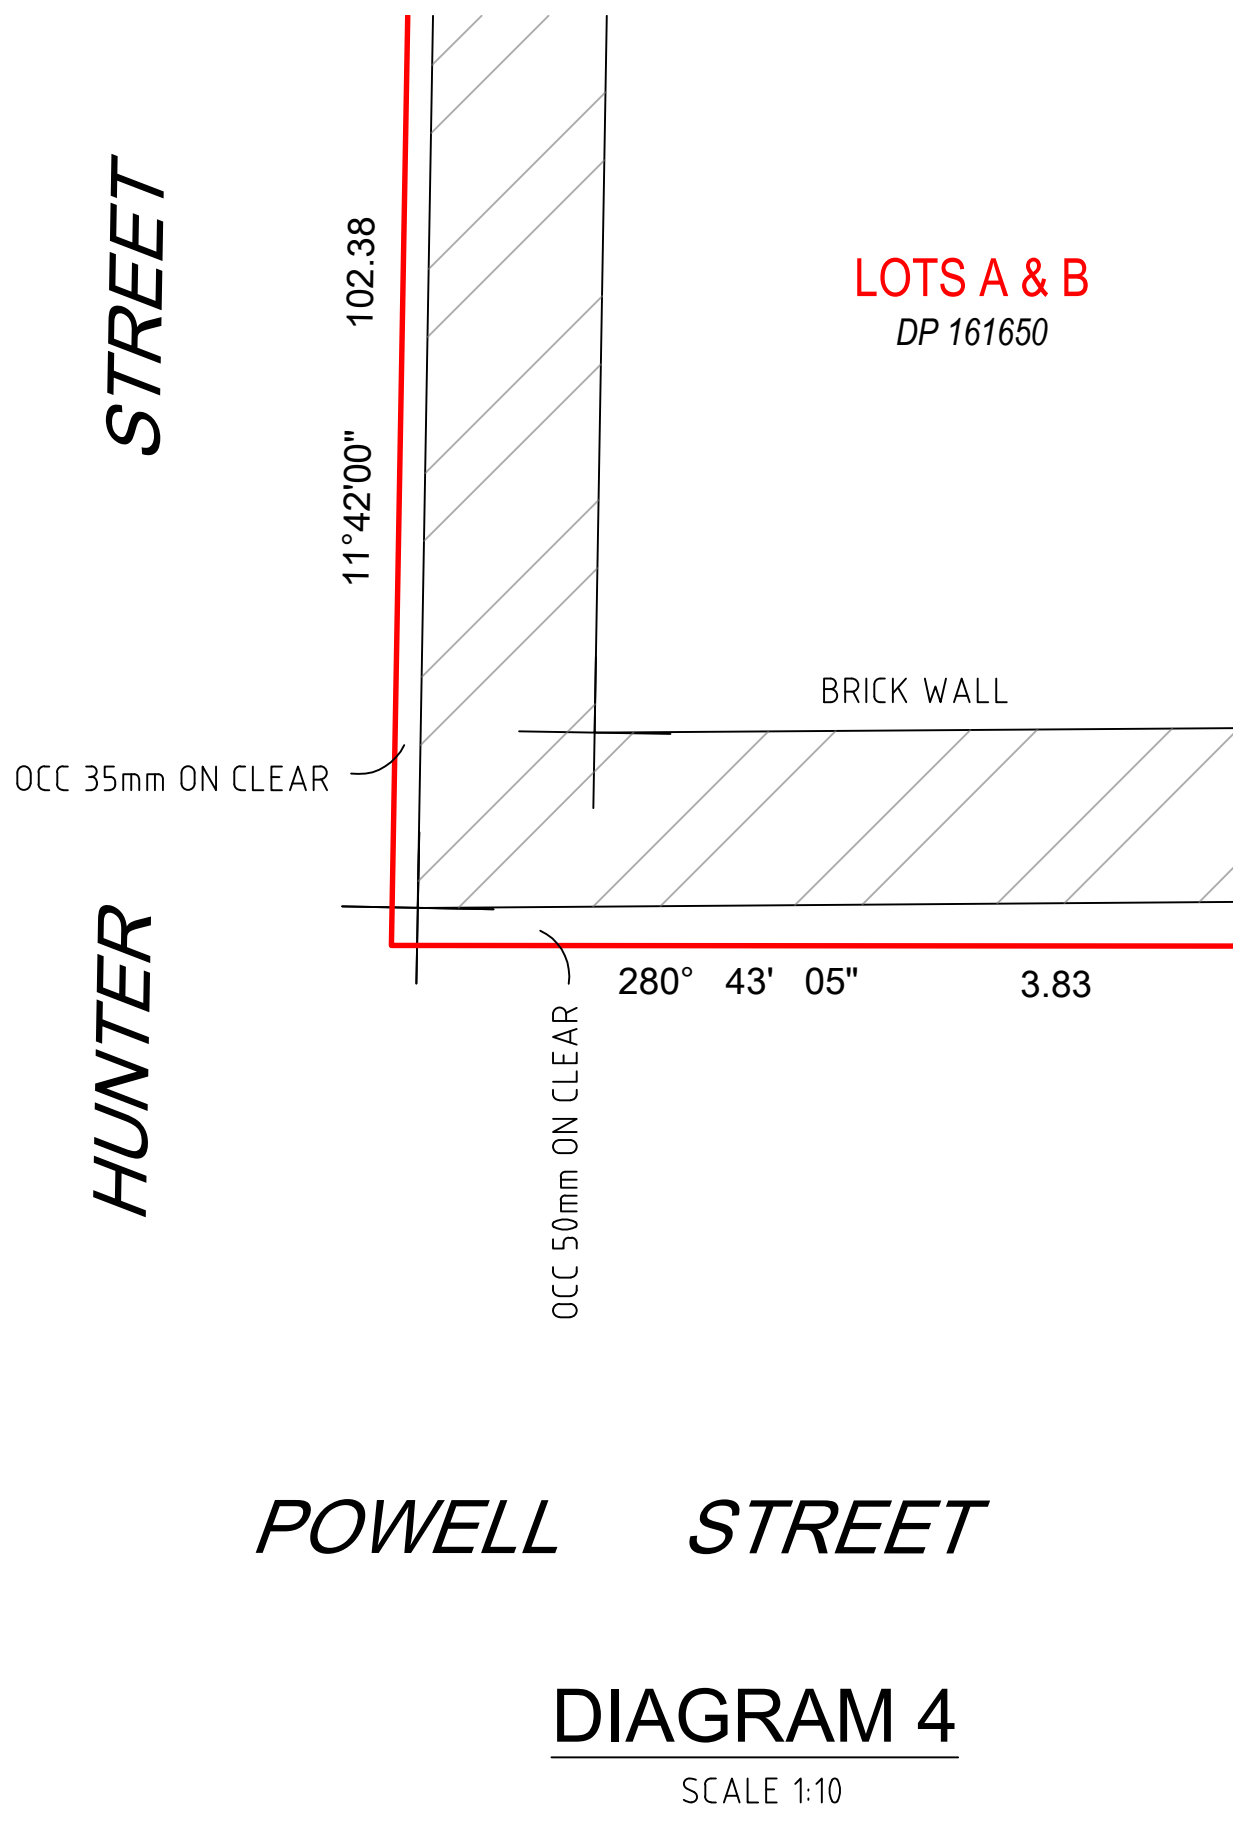 HUNTER STREET
11°42'00" 102.38
LOTS A & B
DP 161650
BRICK WALL
OCC 35mm ON CLEAR
280° 43' 05" 3.83
OCC 50mm ON CLEAR
POWELL STREET
DIAGRAM 4
SCALE 1:10